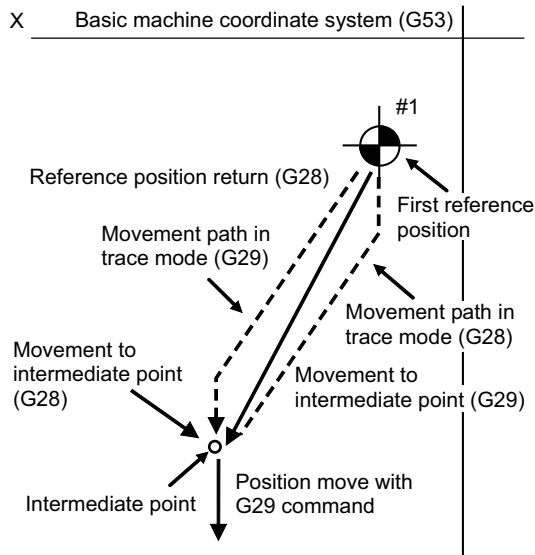 X
Basic machine coordinate system (G53)
#1
Reference position return (G28)
First reference
position
Movement path in
trace mode (G29)
Movement path in
trace mode (G28)
Movement to
intermediate point
(G28)
Movement to
intermediate point (G29)
Position move with
G29 command
Intermediate point